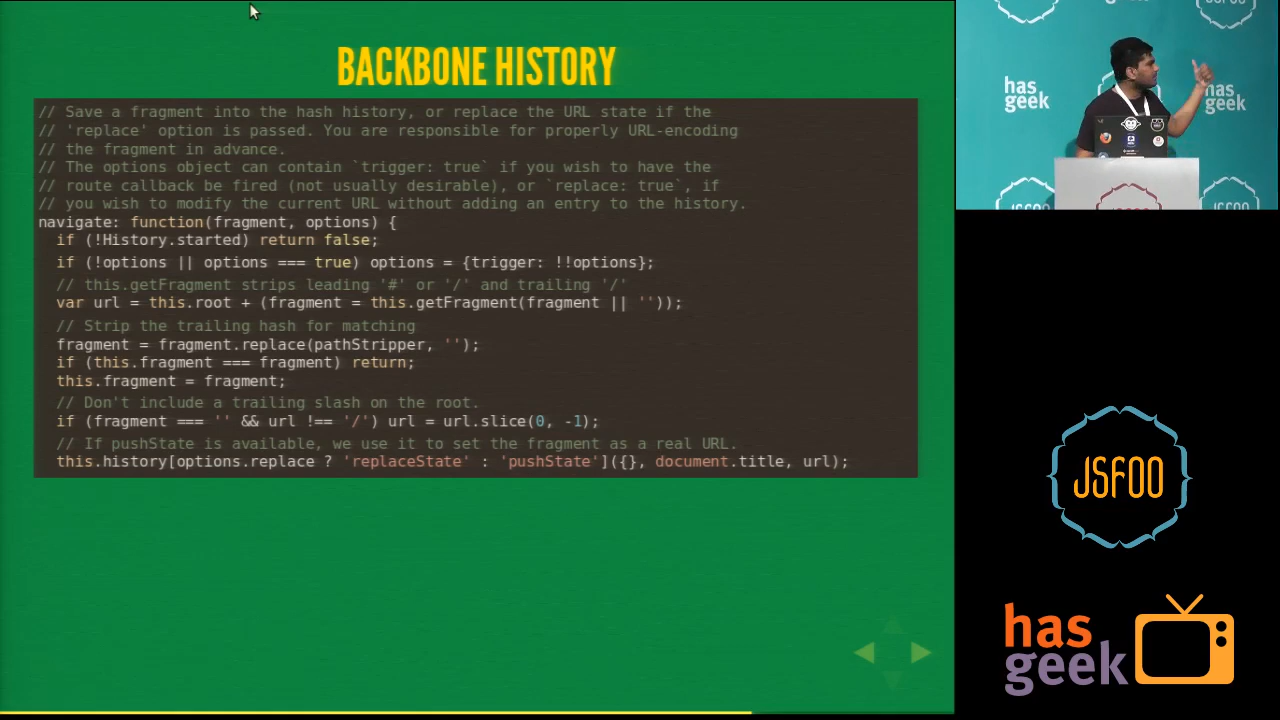 BACKBONE HISTORY
// Save a fragment into the hash history, or replace the URL state if the
// 'replace' option is passed. You are responsible for properly URL-encoding
// the fragment in advance.
// The options object can contain `trigger: true` if you wish to have the
// route callback be fired (not usually desirable), or `replace: true`, if
// you wish to modify the current URL without adding an entry to the history.
navigate: function(fragment, options) {
if (!History.started) return false;
if (!options || options === true) options = {trigger: !!options};
// this.getFragment strips leading '#' or '/' and trailing '/'
var url = this.root + (fragment = this.getFragment(fragment || ''));
// Strip the trailing hash for matching
fragment = fragment.replace(pathStripper, '');
if (this.fragment === fragment) return;
this.fragment = fragment;
// Don't include a trailing slash on the root.
if (fragment === '' && url !== '/') url = url.slice(0, -1);
// If pushState is available, we use it to set the fragment as a real URL.
this.history[options.replace ? 'replaceState' : 'pushState']({}, document.title, url);
has
geek
has
geek
JSFOO
has
geek